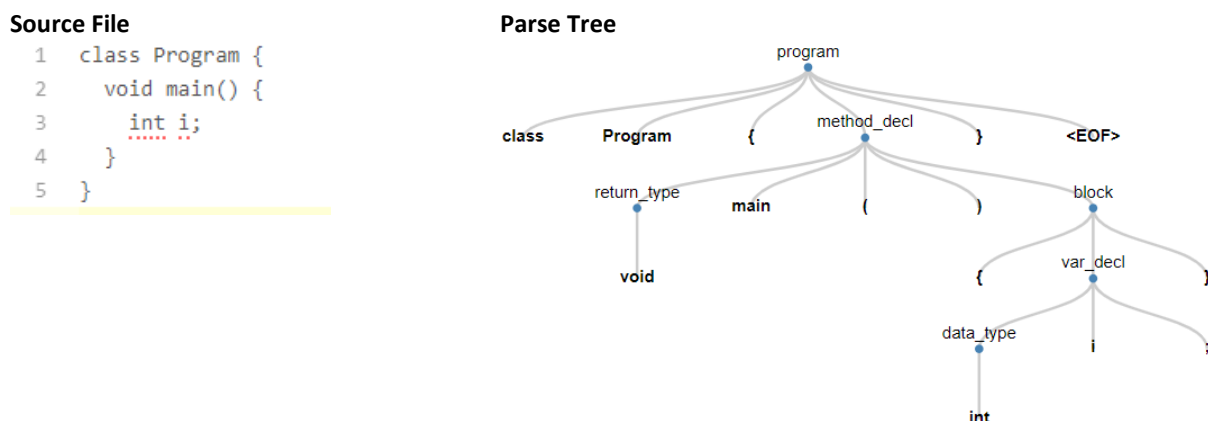 Source File
1 class Program {
2 void main() {
3 int i;
4 }
5 }
Parse Tree
program
class Program { method_decl } <EOF>
return_type main ( ) block
void { var_decl }
data_type i ;
int